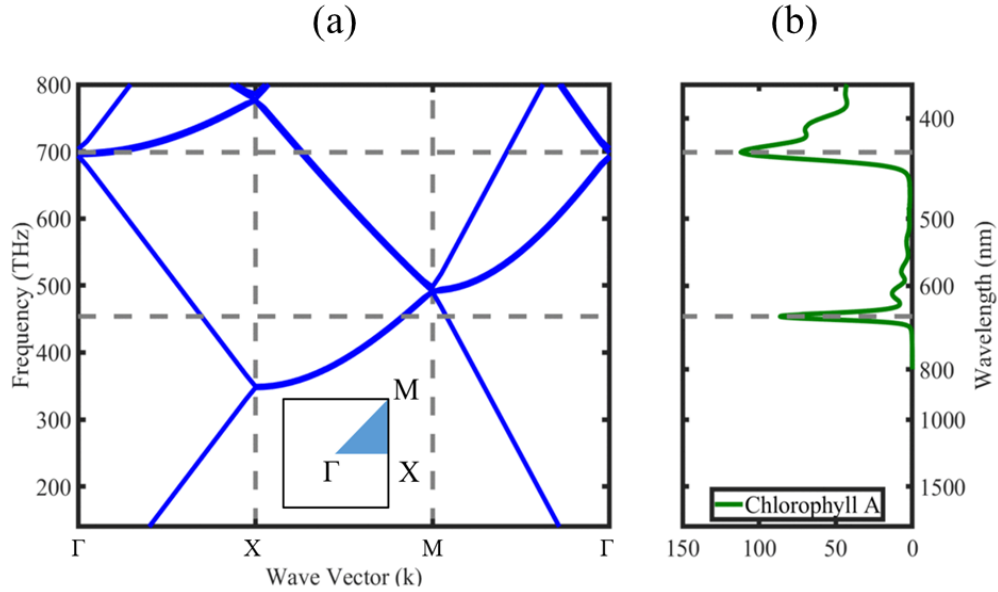 (a)
(b)
800
700
600
500
400
300
200
Frequency (THz)
Γ
X
M
Γ
Wave Vector (k)
M
Γ
X
400
500
600
800
1000
1500
Wavelength (nm)
Chlorophyll A
150
100
50
0